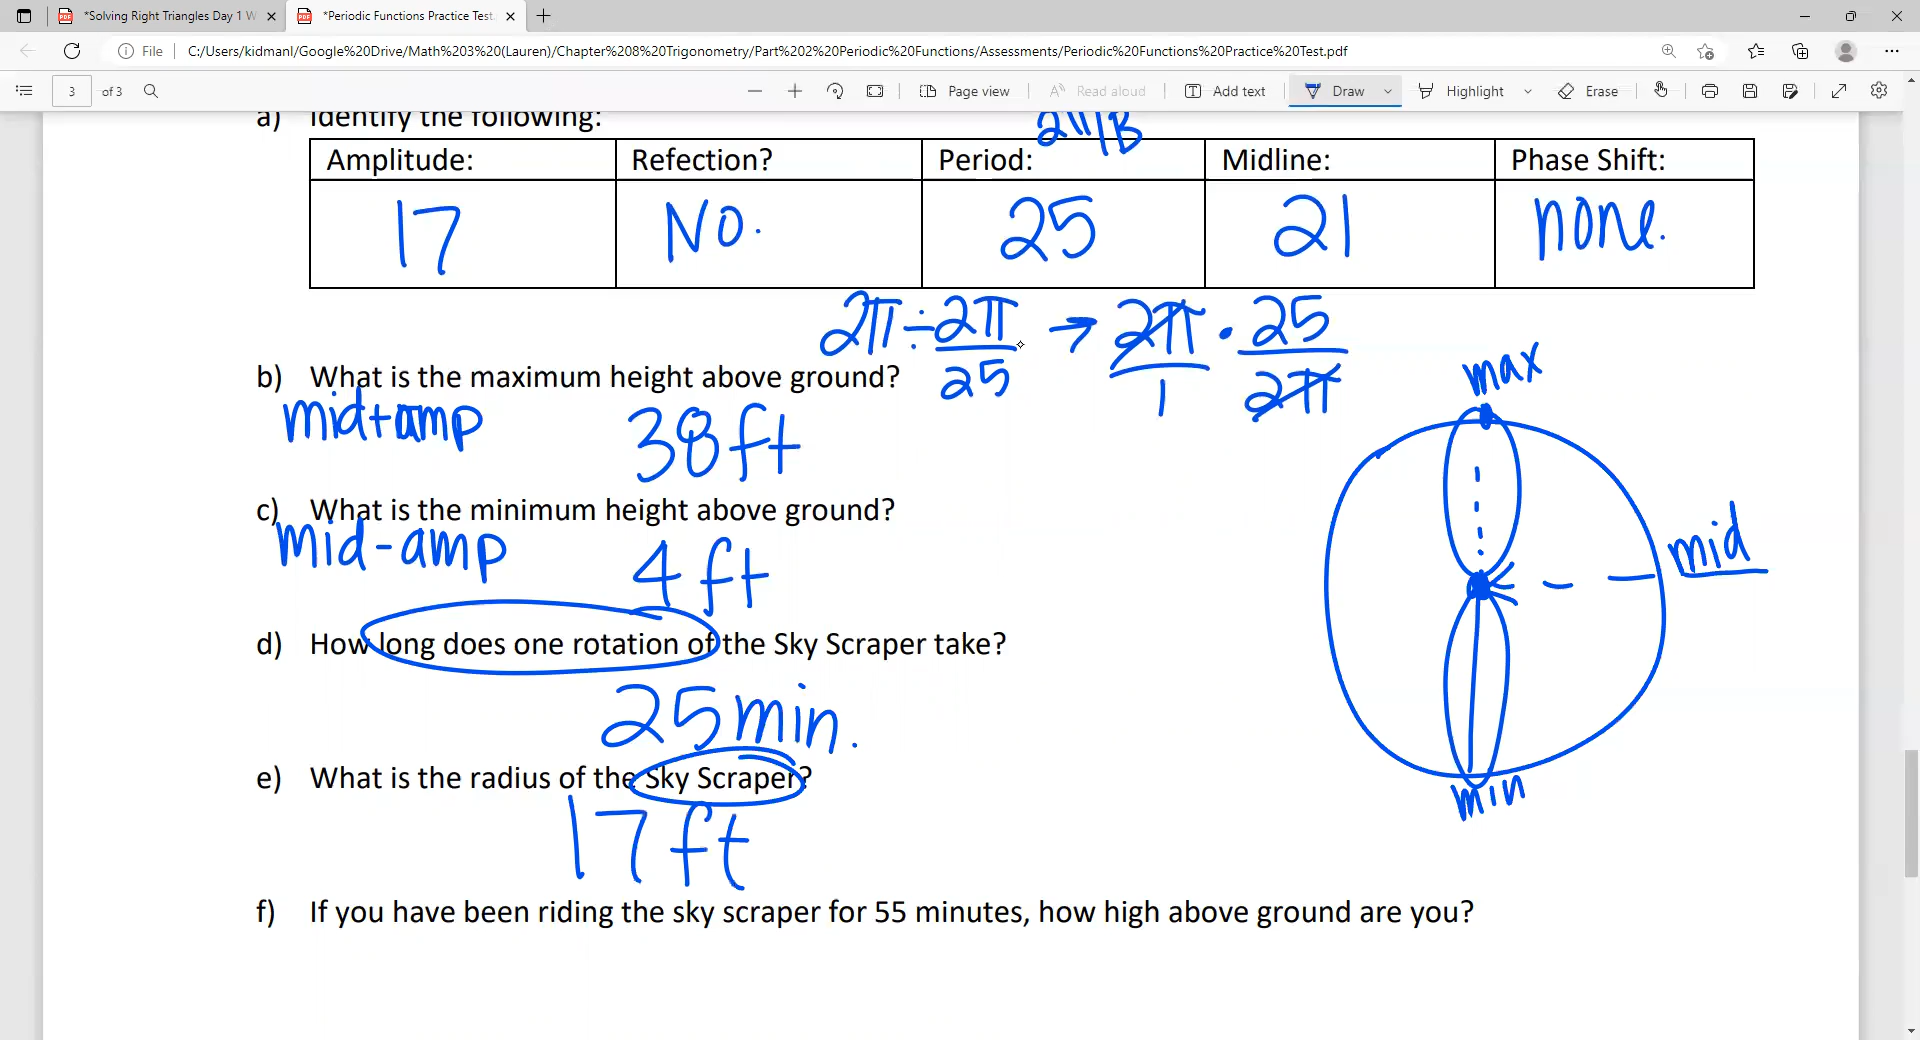 *Solving Right Triangles Day 1 W
*Periodic Functions Practice Test.
File C:/Users/kidmanl/Google%20Drive/Math%203%20(Lauren)/Chapter%208%20Trigonometry/Part%202%20Periodic%20Functions/Assessments/Periodic%20Functions%20Practice%20Test.pdf
3 of 3 Page view Read aloud Add text Draw Highlight Erase
a) Identify the following:
2π/B
Amplitude: Refection? Period: Midline: Phase Shift:
17 No. 25 21 none.
2π ÷ 2π/25 → 2π/1 · 25/2π
b) What is the maximum height above ground?
mid+amp 38 ft
c) What is the minimum height above ground?
mid-amp 4 ft
d) How long does one rotation of the Sky Scraper take?
25 min.
e) What is the radius of the Sky Scraper?
17 ft
f) If you have been riding the sky scraper for 55 minutes, how high above ground are you?
max
mid
min